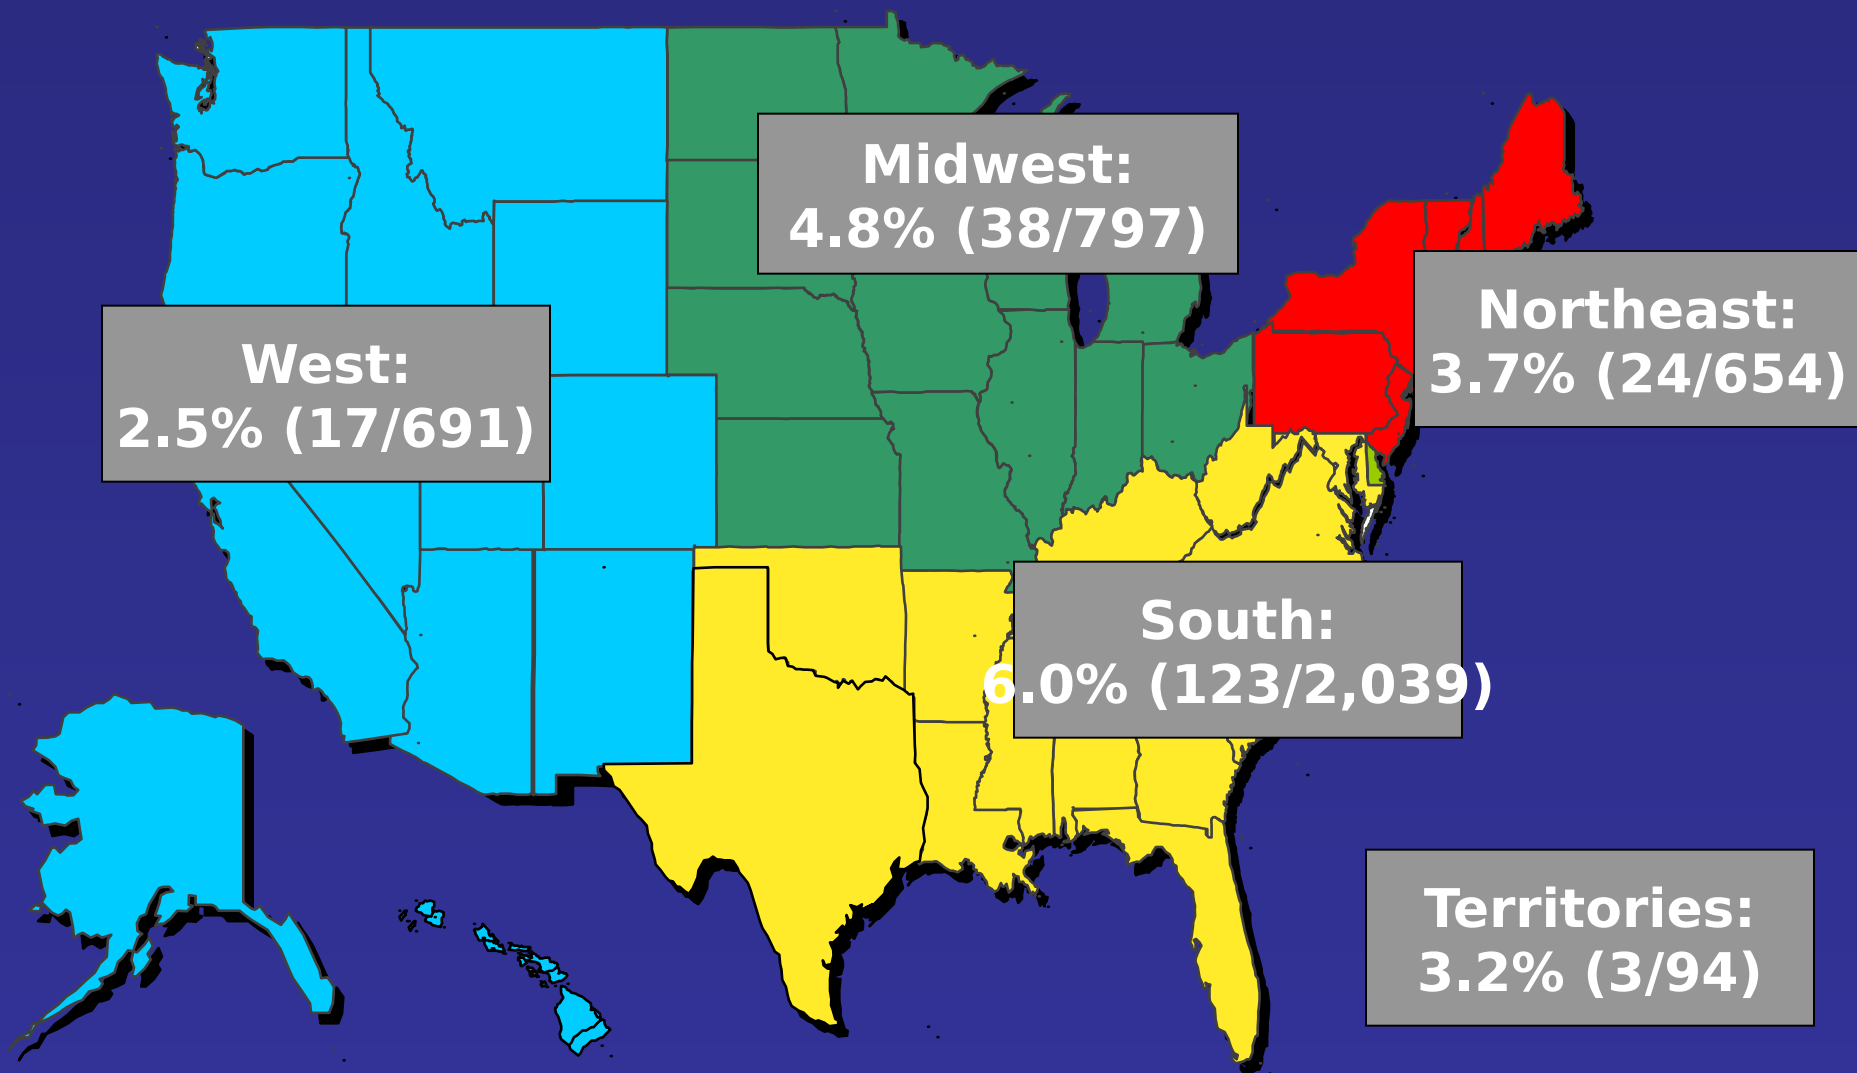 Midwest:
4.8% (38/797)
Northeast:
3.7% (24/654)
West:
2.5% (17/691)
South:
6.0% (123/2,039)
Territories:
3.2% (3/94)